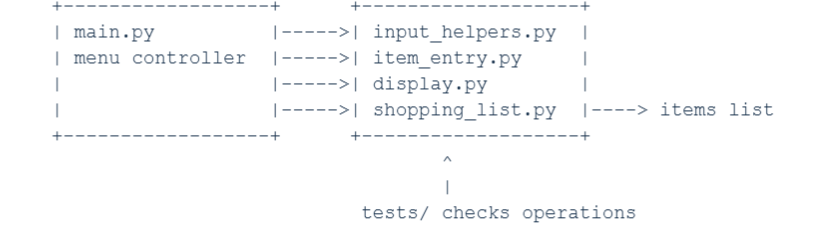 +------------------+ +-------------------+
| main.py |----->| input_helpers.py |
| menu controller |----->| item_entry.py |
| |----->| display.py |
| |----->| shopping_list.py |----> items list
+------------------+ +-------------------+
^
|
tests/ checks operations